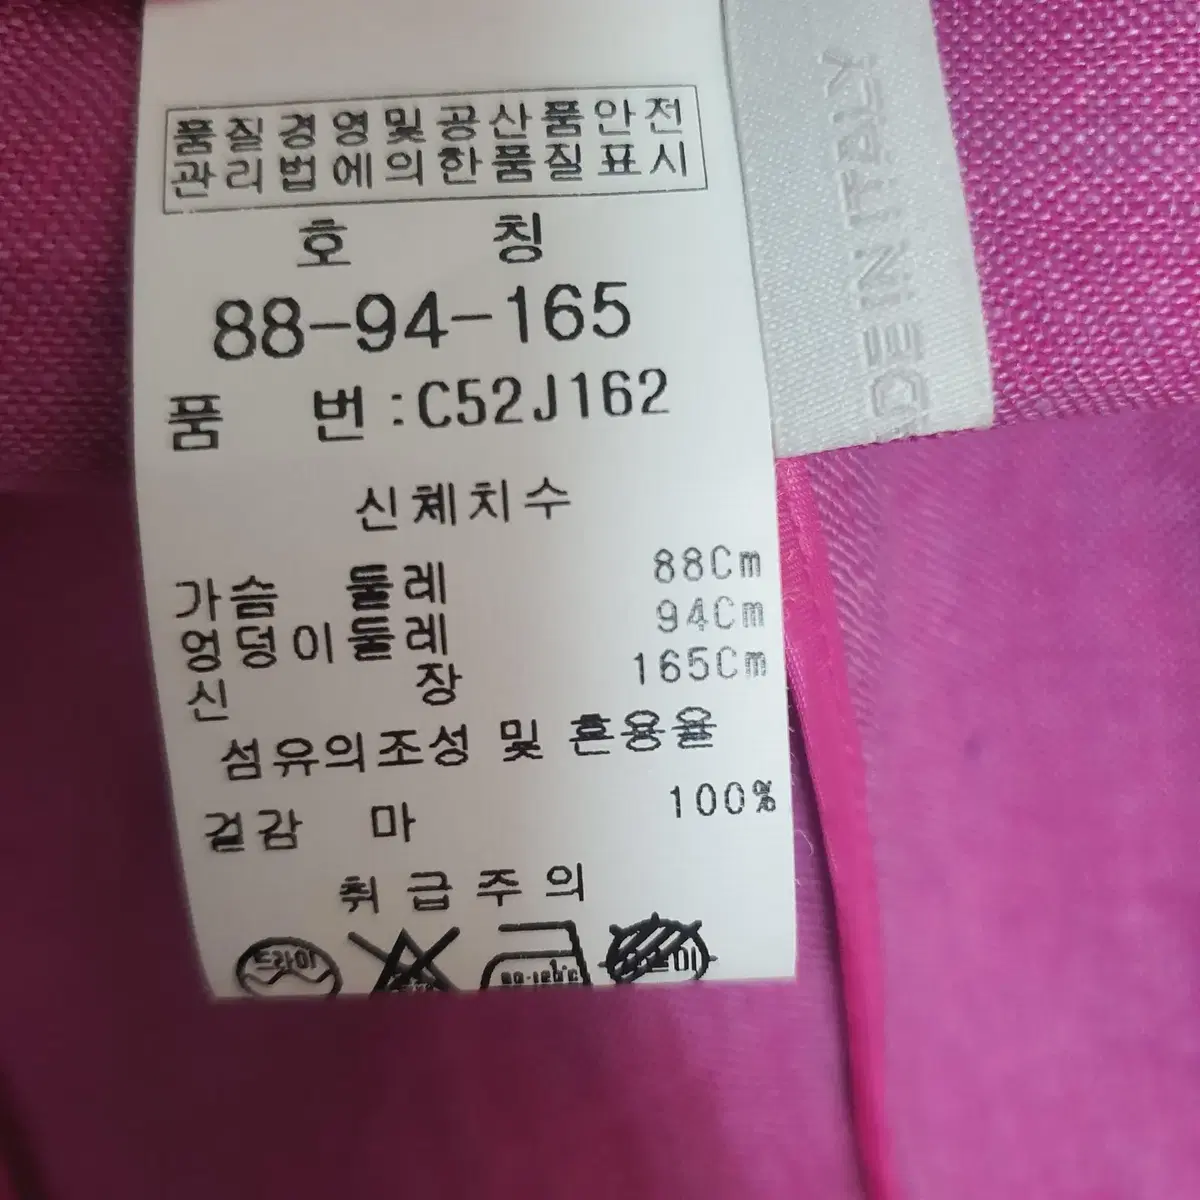 품질경영및공산품안전
관리법에의한품질표시
호 칭
88-94-165
품 번:C52J162
신체치수
가슴 둘레 88Cm
엉덩이둘레 94Cm
신 장 165Cm
섬유의조성 및 혼용율
겉감 마 100%
취급주의
드라이
DE IN ITALY